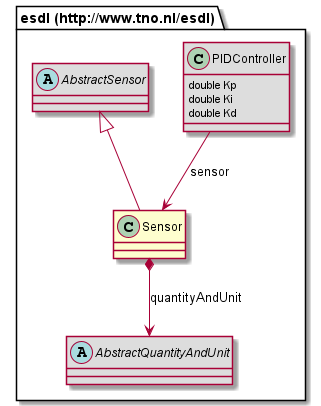 esdl (http://www.tno.nl/esdl)
A AbstractSensor
C PIDController
double Kp
double Ki
double Kd
sensor
C Sensor
quantityAndUnit
A AbstractQuantityAndUnit